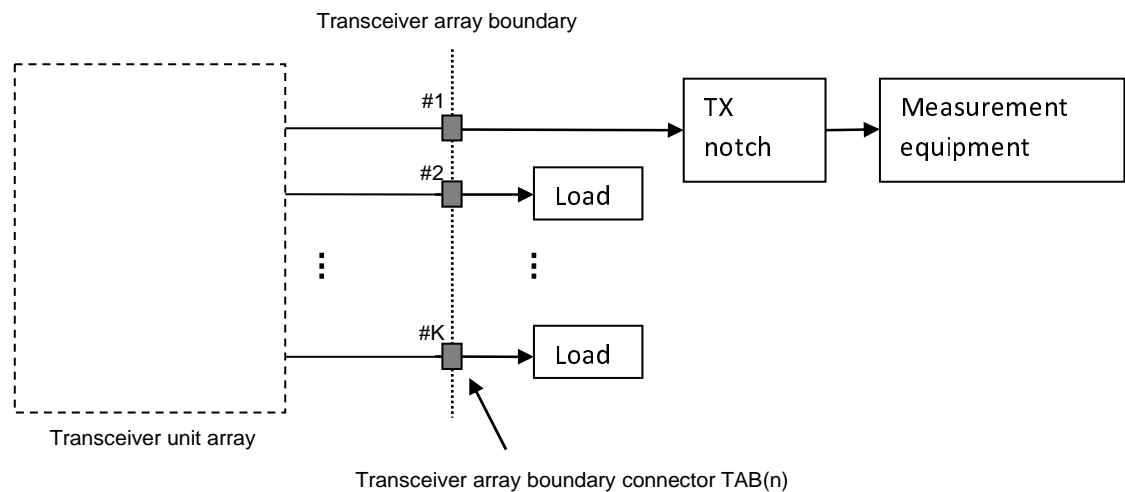 Transceiver array boundary
#1
TX
notch
Measurement
equipment
#2
Load
#K
Load
Transceiver unit array
Transceiver array boundary connector TAB(n)